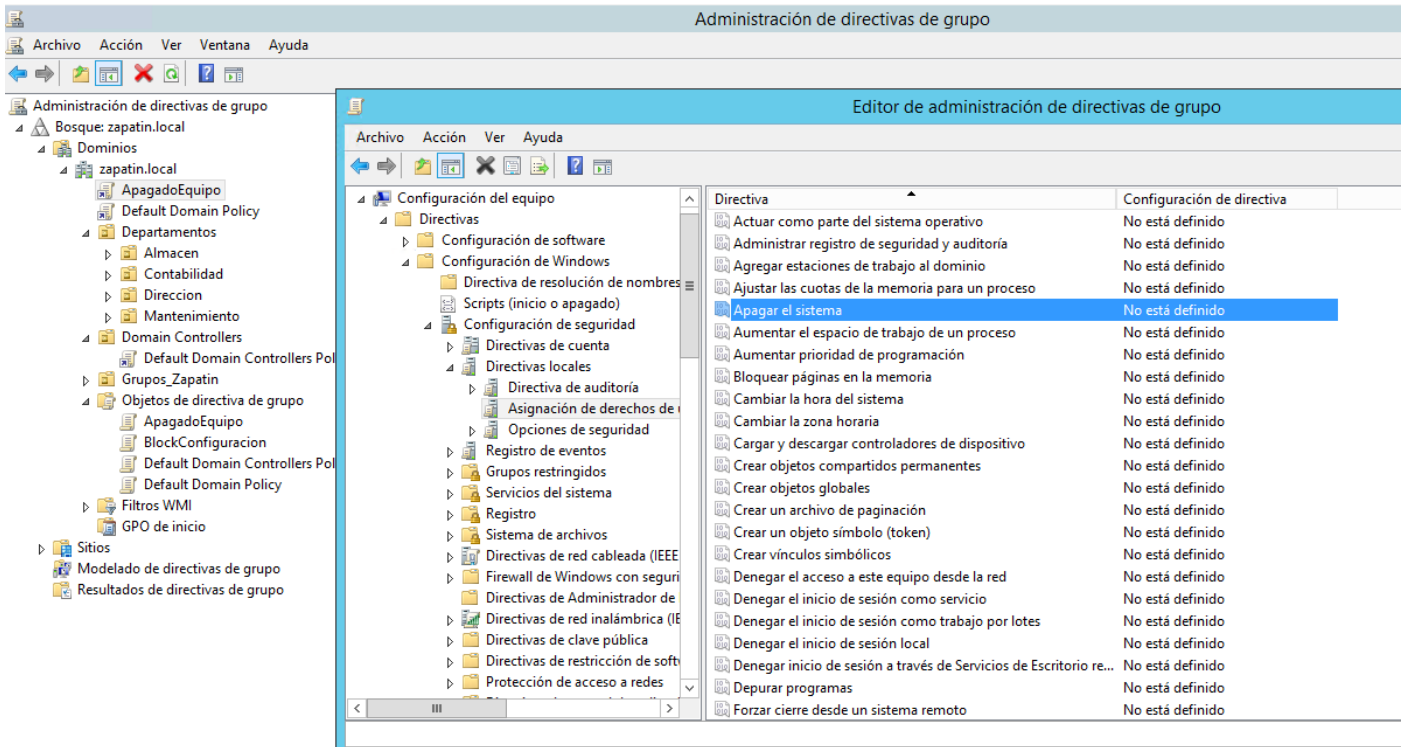 Administración de directivas de grupo
Archivo Acción Ver Ventana Ayuda
Administración de directivas de grupo
Bosque: zapatin.local
Dominios
zapatin.local
ApagadoEquipo
Default Domain Policy
Departamentos
Almacen
Contabilidad
Direccion
Mantenimiento
Domain Controllers
Default Domain Controllers Pol
Grupos_Zapatin
Objetos de directiva de grupo
ApagadoEquipo
BlockConfiguracion
Default Domain Controllers Pol
Default Domain Policy
Filtros WMI
GPO de inicio
Sitios
Modelado de directivas de grupo
Resultados de directivas de grupo
Editor de administración de directivas de grupo
Archivo Acción Ver Ayuda
Configuración del equipo
Directivas
Configuración de software
Configuración de Windows
Directiva de resolución de nombres
Scripts (inicio o apagado)
Configuración de seguridad
Directivas de cuenta
Directivas locales
Directiva de auditoría
Asignación de derechos de
Opciones de seguridad
Registro de eventos
Grupos restringidos
Servicios del sistema
Registro
Sistema de archivos
Directivas de red cableada (IEEE
Firewall de Windows con seguri
Directivas de Administrador de
Directivas de red inalámbrica (IE
Directivas de clave pública
Directivas de restricción de soft
Protección de acceso a redes
Directiva Configuración de directiva
Actuar como parte del sistema operativo No está definido
Administrar registro de seguridad y auditoría No está definido
Agregar estaciones de trabajo al dominio No está definido
Ajustar las cuotas de la memoria para un proceso No está definido
Apagar el sistema No está definido
Aumentar el espacio de trabajo de un proceso No está definido
Aumentar prioridad de programación No está definido
Bloquear páginas en la memoria No está definido
Cambiar la hora del sistema No está definido
Cambiar la zona horaria No está definido
Cargar y descargar controladores de dispositivo No está definido
Crear objetos compartidos permanentes No está definido
Crear objetos globales No está definido
Crear un archivo de paginación No está definido
Crear un objeto símbolo (token) No está definido
Crear vínculos simbólicos No está definido
Denegar el acceso a este equipo desde la red No está definido
Denegar el inicio de sesión como servicio No está definido
Denegar el inicio de sesión como trabajo por lotes No está definido
Denegar el inicio de sesión local No está definido
Denegar inicio de sesión a través de Servicios de Escritorio re... No está definido
Depurar programas No está definido
Forzar cierre desde un sistema remoto No está definido